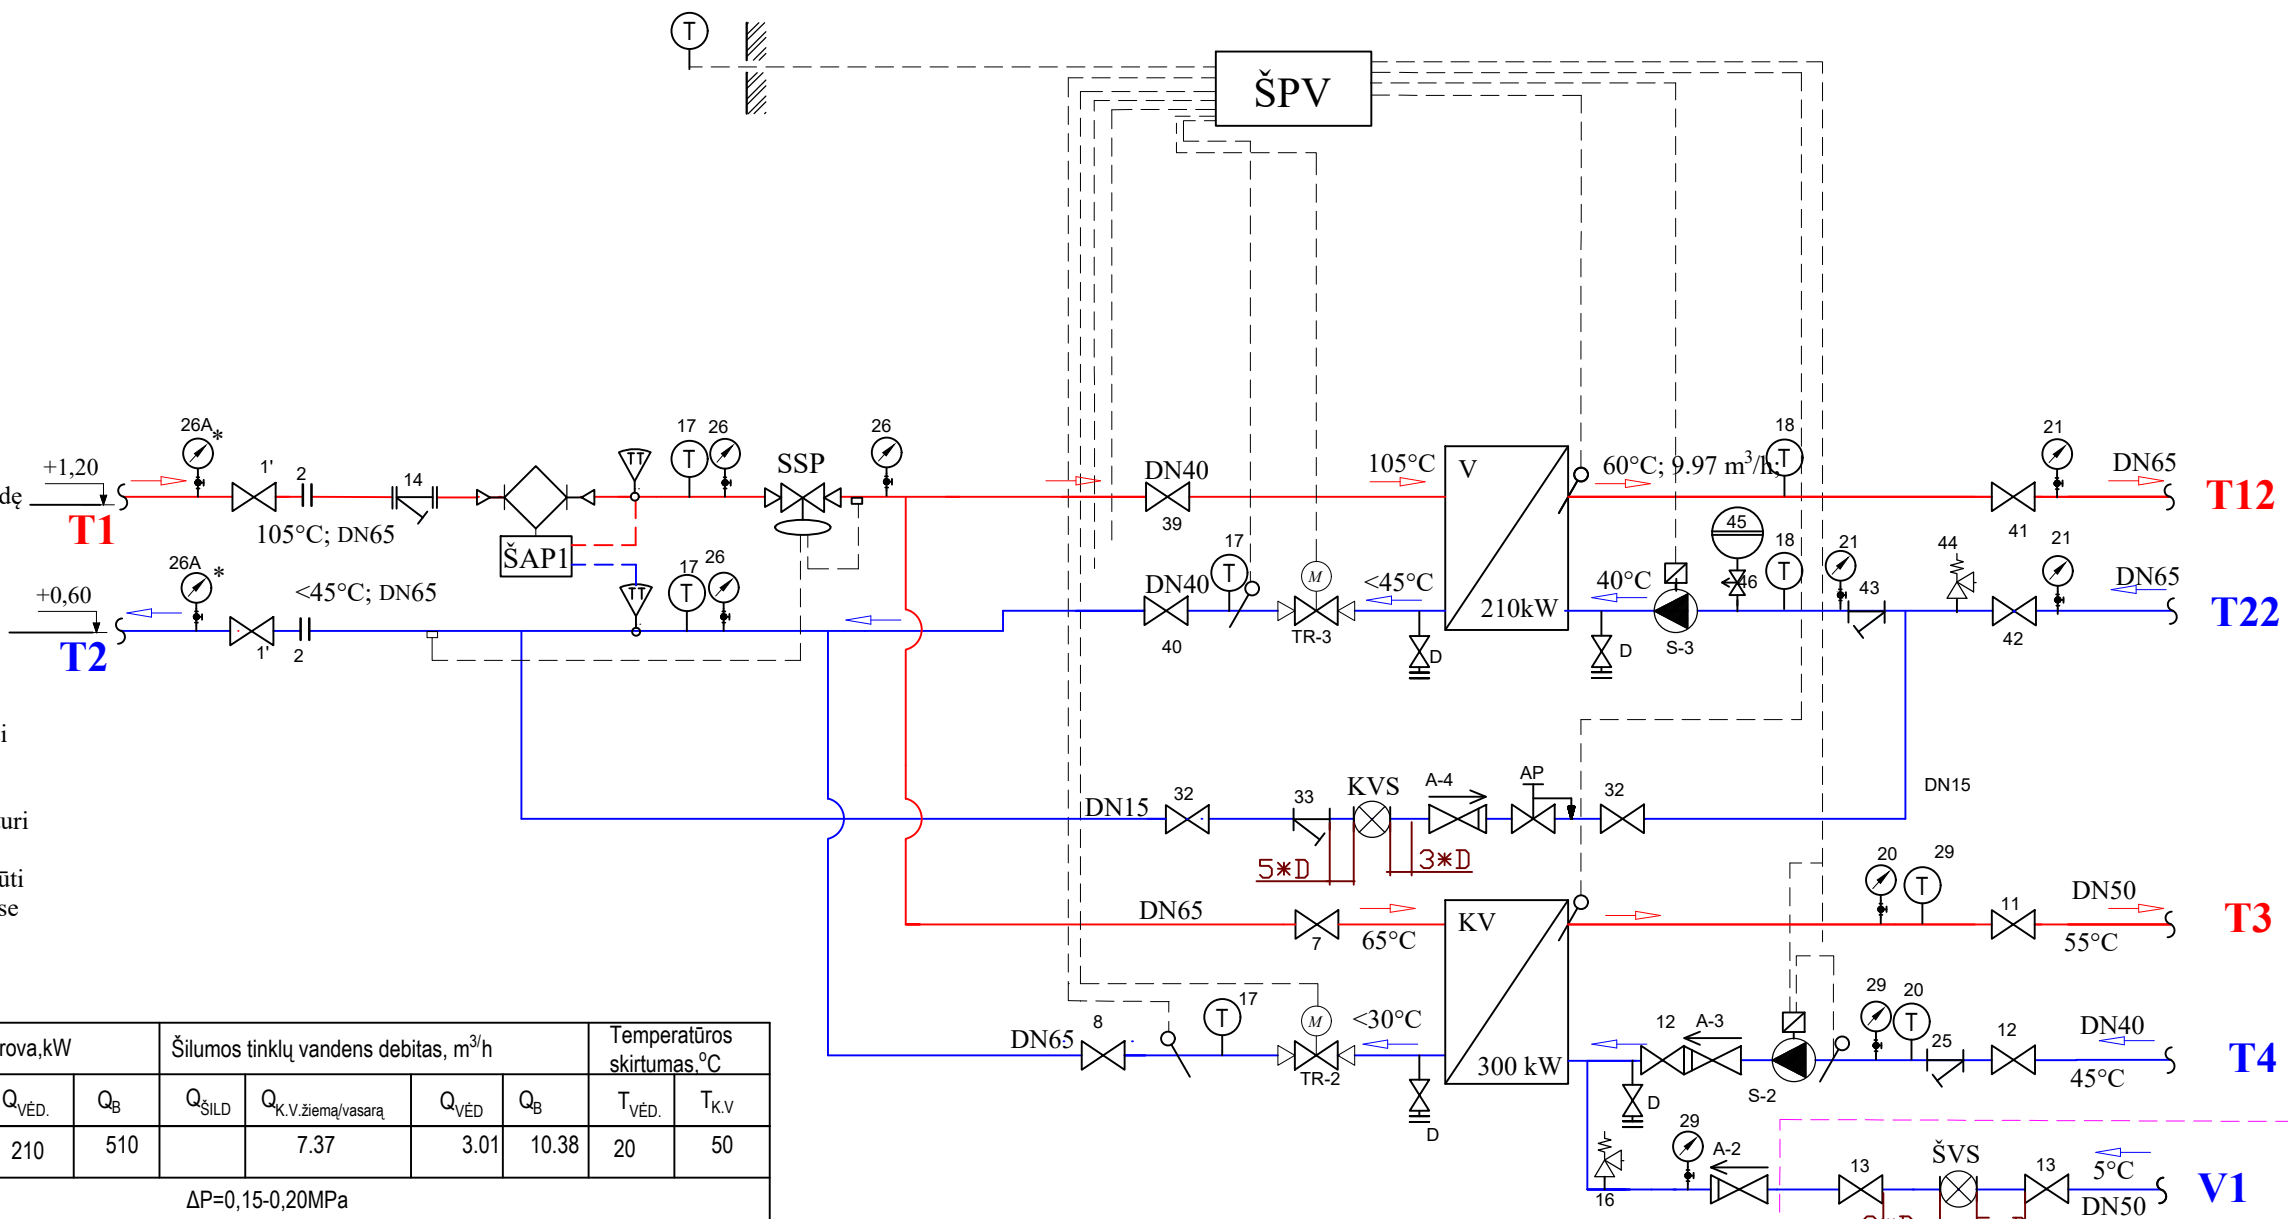 T
ŠPV
26A*
1'
2
14
TT
17
T
26
SSP
26
+1,20
dę
T1
105°C; DN65
ŠAP1
DN40
39
105°C
V
60°C; 9.97 m³/h;
18
T
41
21
DN65
T12
26A
*
+0,60
<45°C; DN65
1'
2
T2
TT
17
T
26
DN40
40
17
T
M
TR-3
<45°C
D
210kW
40°C
D
S-3
45
46
18
T
21
43
44
42
21
DN65
T22
i
DN15
32
33
KVS
A-4
AP
32
DN15
5*D
3*D
uri
ūti
se
DN65
7
65°C
KV
20
29
T
11
DN50
55°C
T3
DN65
8
17
T
M
TR-2
<30°C
D
300 kW
D
12
A-3
S-2
29
20
T
25
12
DN40
45°C
T4
rova,kW
Šilumos tinklų vandens debitas, m³/h
Temperatūros
skirtumas,°C
QVĖD.
QB
QŠILD
QK.V.žiemą/vasarą
QVĖD
QB
TVĖD.
TK.V
210
510
7.37
3.01
10.38
20
50
ΔP=0,15-0,20MPa
16
29
A-2
13
ŠVS
13
5°C
DN50
V1